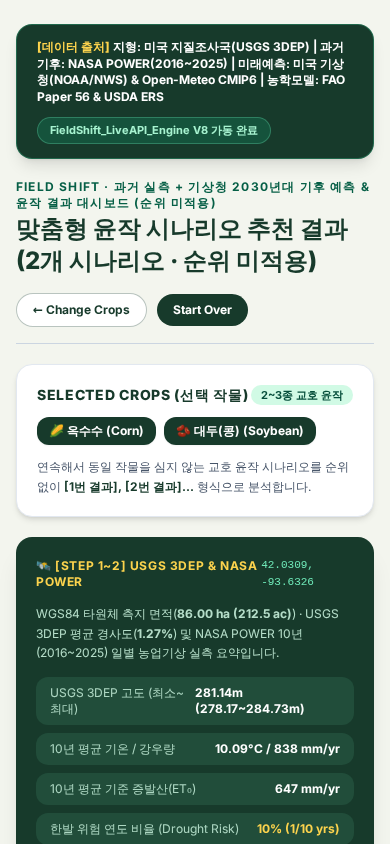 [데이터 출처] 지형: 미국 지질조사국(USGS 3DEP) | 과거
기후: NASA POWER(2016~2025) | 미래예측: 미국 기상
청(NOAA/NWS) & Open-Meteo CMIP6 | 농학모델: FAO
Paper 56 & USDA ERS
FieldShift_LiveAPI_Engine V8 가동 완료
FIELD SHIFT · 과거 실측 + 기상청 2030년대 기후 예측 &
윤작 결과 대시보드 (순위 미적용)
맞춤형 윤작 시나리오 추천 결과
(2개 시나리오 · 순위 미적용)
← Change Crops
Start Over
SELECTED CROPS (선택 작물)
2~3종 교호 윤작
🌽 옥수수 (Corn)
🫘 대두(콩) (Soybean)
연속해서 동일 작물을 심지 않는 교호 윤작 시나리오를 순위
없이 [1번 결과], [2번 결과]... 형식으로 분석합니다.
🛰️ [STEP 1~2] USGS 3DEP & NASA
POWER
42.0309,
-93.6326
WGS84 타원체 측지 면적(86.00 ha (212.5 ac)) · USGS
3DEP 평균 경사도(1.27%) 및 NASA POWER 10년
(2016~2025) 일별 농업기상 실측 요약입니다.
USGS 3DEP 고도 (최소~
최대)
281.14m
(278.17~284.73m)
10년 평균 기온 / 강우량
10.09°C / 838 mm/yr
10년 평균 기준 증발산(ET₀)
647 mm/yr
한발 위험 연도 비율 (Drought Risk)
10% (1/10 yrs)